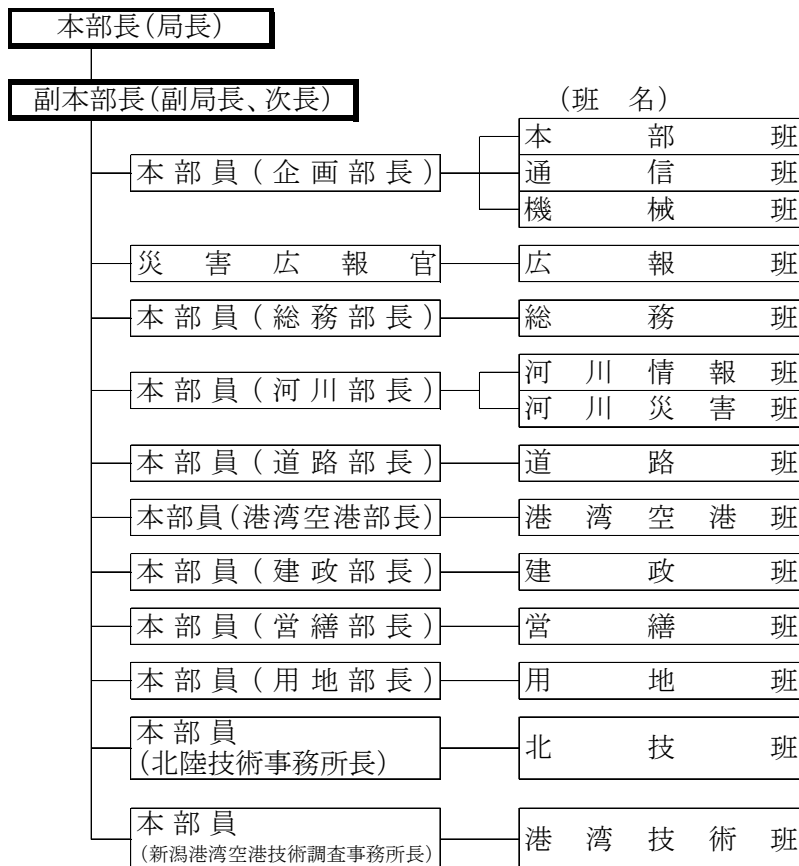 本部長(局長)
副本部長(副局長、次長)
(班 名)
本部員(企画部長)
本部班
通信班
機械班
災害広報官
広報班
本部員(総務部長)
総務班
本部員(河川部長)
河川情報班
河川災害班
本部員(道路部長)
道路班
本部員(港湾空港部長)
港湾空港班
本部員(建政部長)
建政班
本部員(営繕部長)
営繕班
本部員(用地部長)
用地班
本部員
(北陸技術事務所長)
北技班
本部員
(新潟港湾空港技術調査事務所長)
港湾技術班